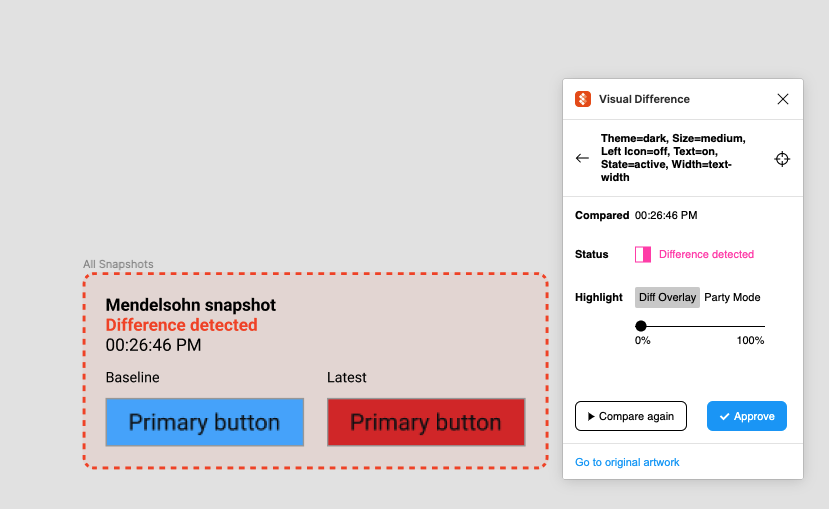 All Snapshots
Mendelsohn snapshot
Difference detected
00:26:46 PM
Baseline
Latest
Primary button
Primary button
Visual Difference
Theme=dark, Size=medium,
Left Icon=off, Text=on,
State=active, Width=text-
width
Compared 00:26:46 PM
Status Difference detected
Highlight Diff Overlay Party Mode
0% 100%
Compare again
Approve
Go to original artwork